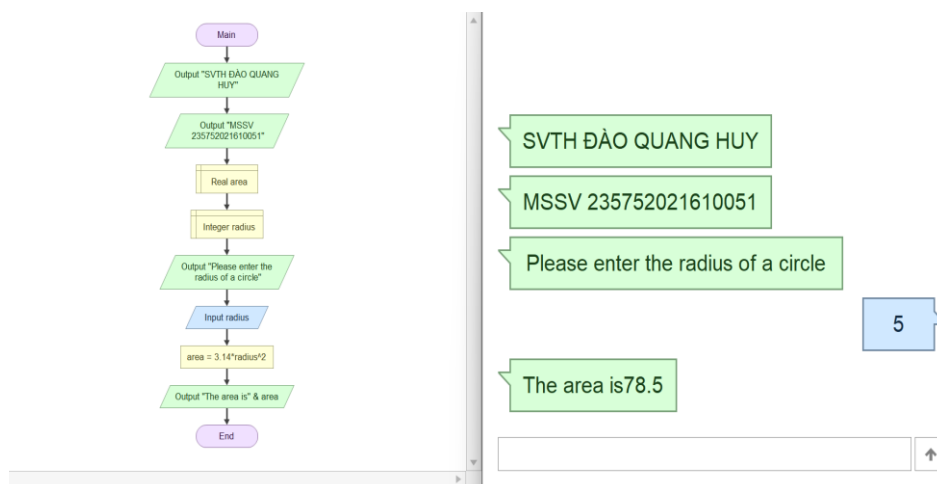 Main
Output "SVTH ĐÀO QUANG
HUY"
Output "MSSV
235752021610051"
Real area
Integer radius
Output "Please enter the
radius of a circle"
Input radius
area = 3.14*radius^2
Output "The area is" & area
End
SVTH ĐÀO QUANG HUY
MSSV 235752021610051
Please enter the radius of a circle
5
The area is78.5